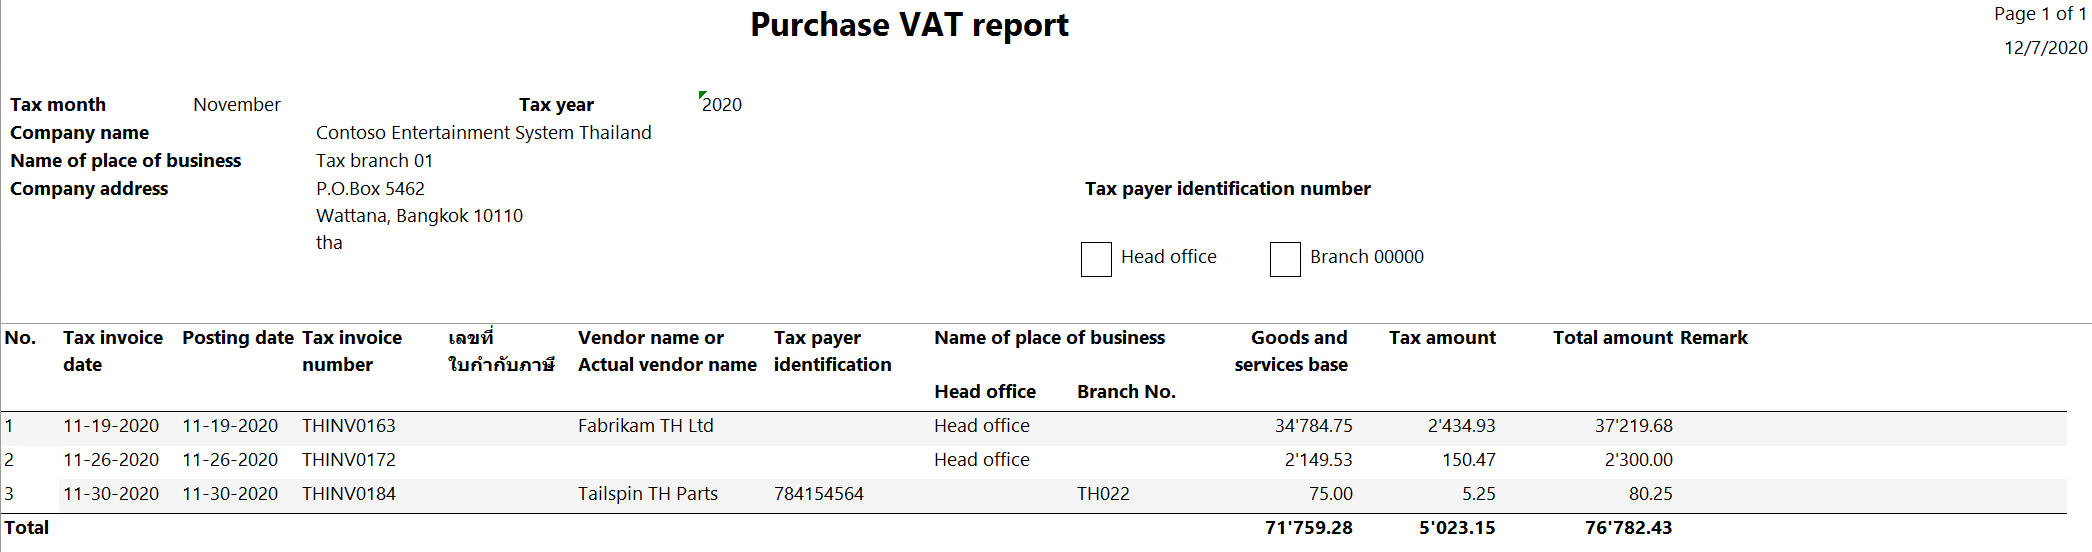 Purchase VAT report
Page 1 of 1
12/7/2020
Tax month November Tax year 2020
Company name Contoso Entertainment System Thailand
Name of place of business Tax branch 01
Company address P.O.Box 5462 Tax payer identification number
Wattana, Bangkok 10110
tha
Head office Branch 00000
No. Tax invoice Posting date Tax invoice เลขที่ Vendor name or Tax payer Name of place of business Goods and Tax amount Total amount Remark
date number ใบกำกับภาษี Actual vendor name identification services base
Head office Branch No.
1 11-19-2020 11-19-2020 THINV0163 Fabrikam TH Ltd Head office 34'784.75 2'434.93 37'219.68
2 11-26-2020 11-26-2020 THINV0172 Head office 2'149.53 150.47 2'300.00
3 11-30-2020 11-30-2020 THINV0184 Tailspin TH Parts 784154564 TH022 75.00 5.25 80.25
Total 71'759.28 5'023.15 76'782.43